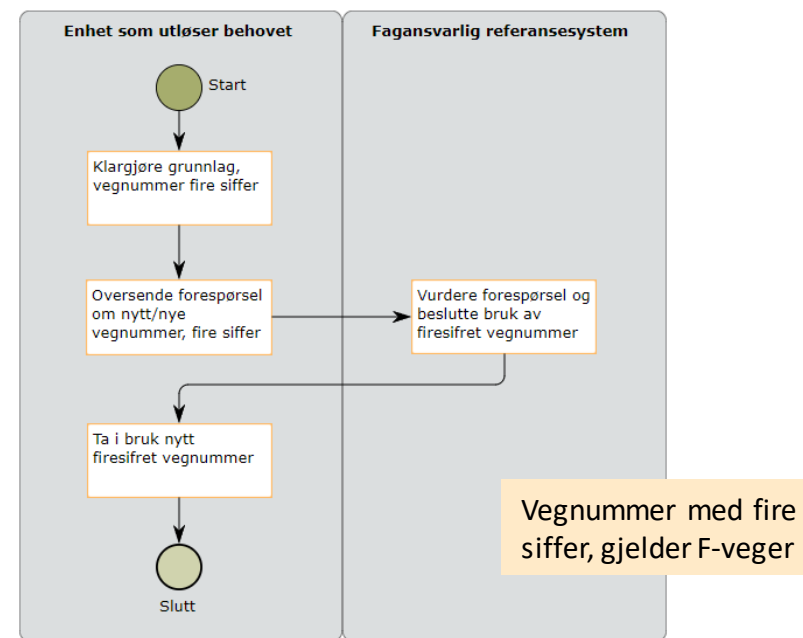 Enhet som utløser behovet
Fagansvarlig referansesystem
Start
Klargjøre grunnlag,
vegnummer fire siffer
Oversende forespørsel
om nytt/nye
vegnummer, fire siffer
Vurdere forespørsel og
beslutte bruk av
firesifret vegnummer
Ta i bruk nytt
firesifret vegnummer
Slutt
Vegnummer med fire
siffer, gjelder F-veger